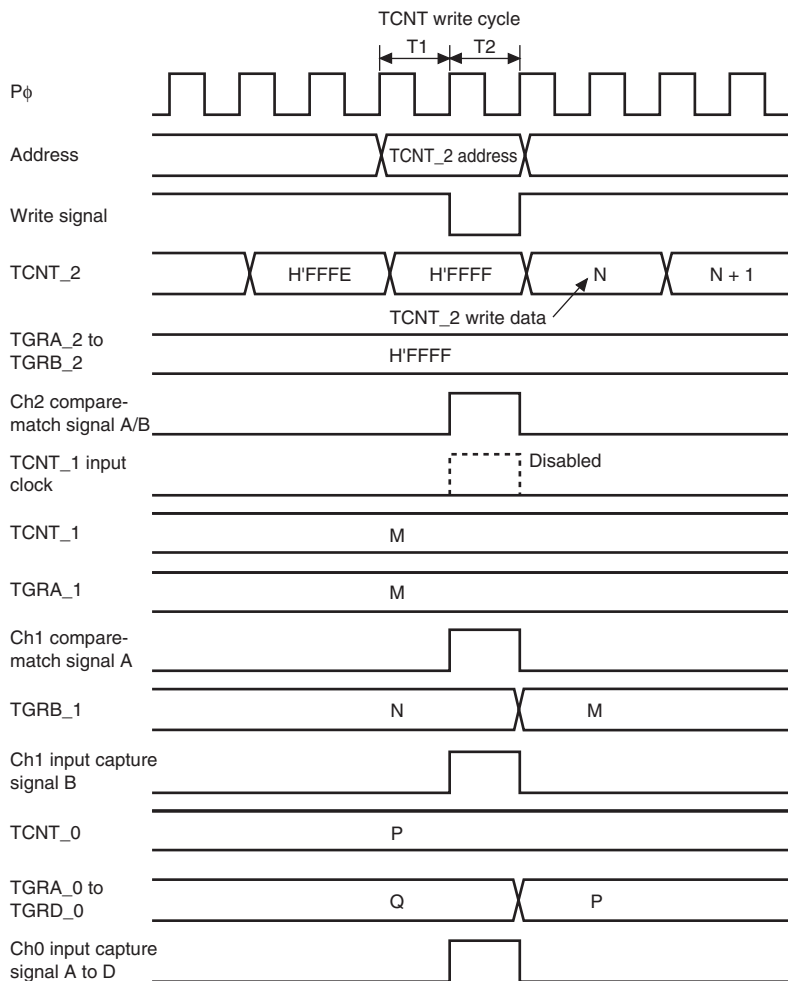 TCNT write cycle
T1 T2
Pϕ
Address TCNT_2 address
Write signal
TCNT_2 H'FFFE H'FFFF N N + 1
TCNT_2 write data
TGRA_2 to
TGRB_2 H'FFFF
Ch2 compare-
match signal A/B
TCNT_1 input Disabled
clock
TCNT_1 M
TGRA_1 M
Ch1 compare-
match signal A
TGRB_1 N M
Ch1 input capture
signal B
TCNT_0 P
TGRA_0 to
TGRD_0 Q P
Ch0 input capture
signal A to D